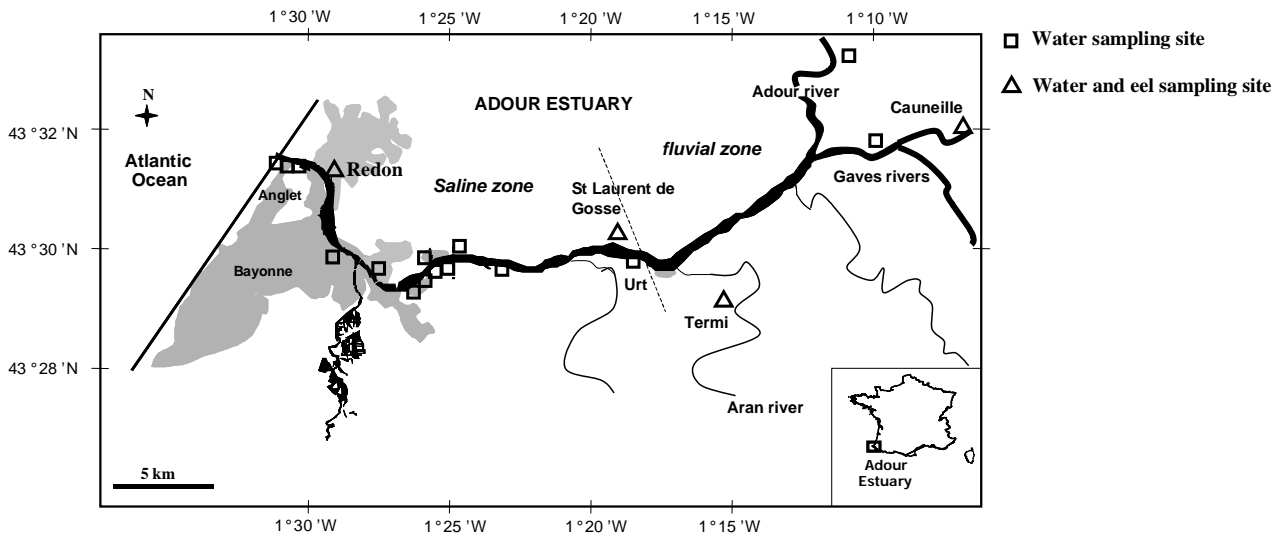 1°30 'W
1°25 'W
1°20 'W
1°15 'W
1°10 'W
Water sampling site
Water and eel sampling site
N
ADOUR ESTUARY
Adour river
Cauneille
43°32 'N
Atlantic
Ocean
Redon
fluvial zone
Gaves rivers
Saline zone
Anglet
St Laurent de
Gosse
43°30 'N
Bayonne
Urt
Termi
43°28 'N
Aran river
Adour
Estuary
5 km
1°30 'W
1°25 'W
1°20 'W
1°15 'W